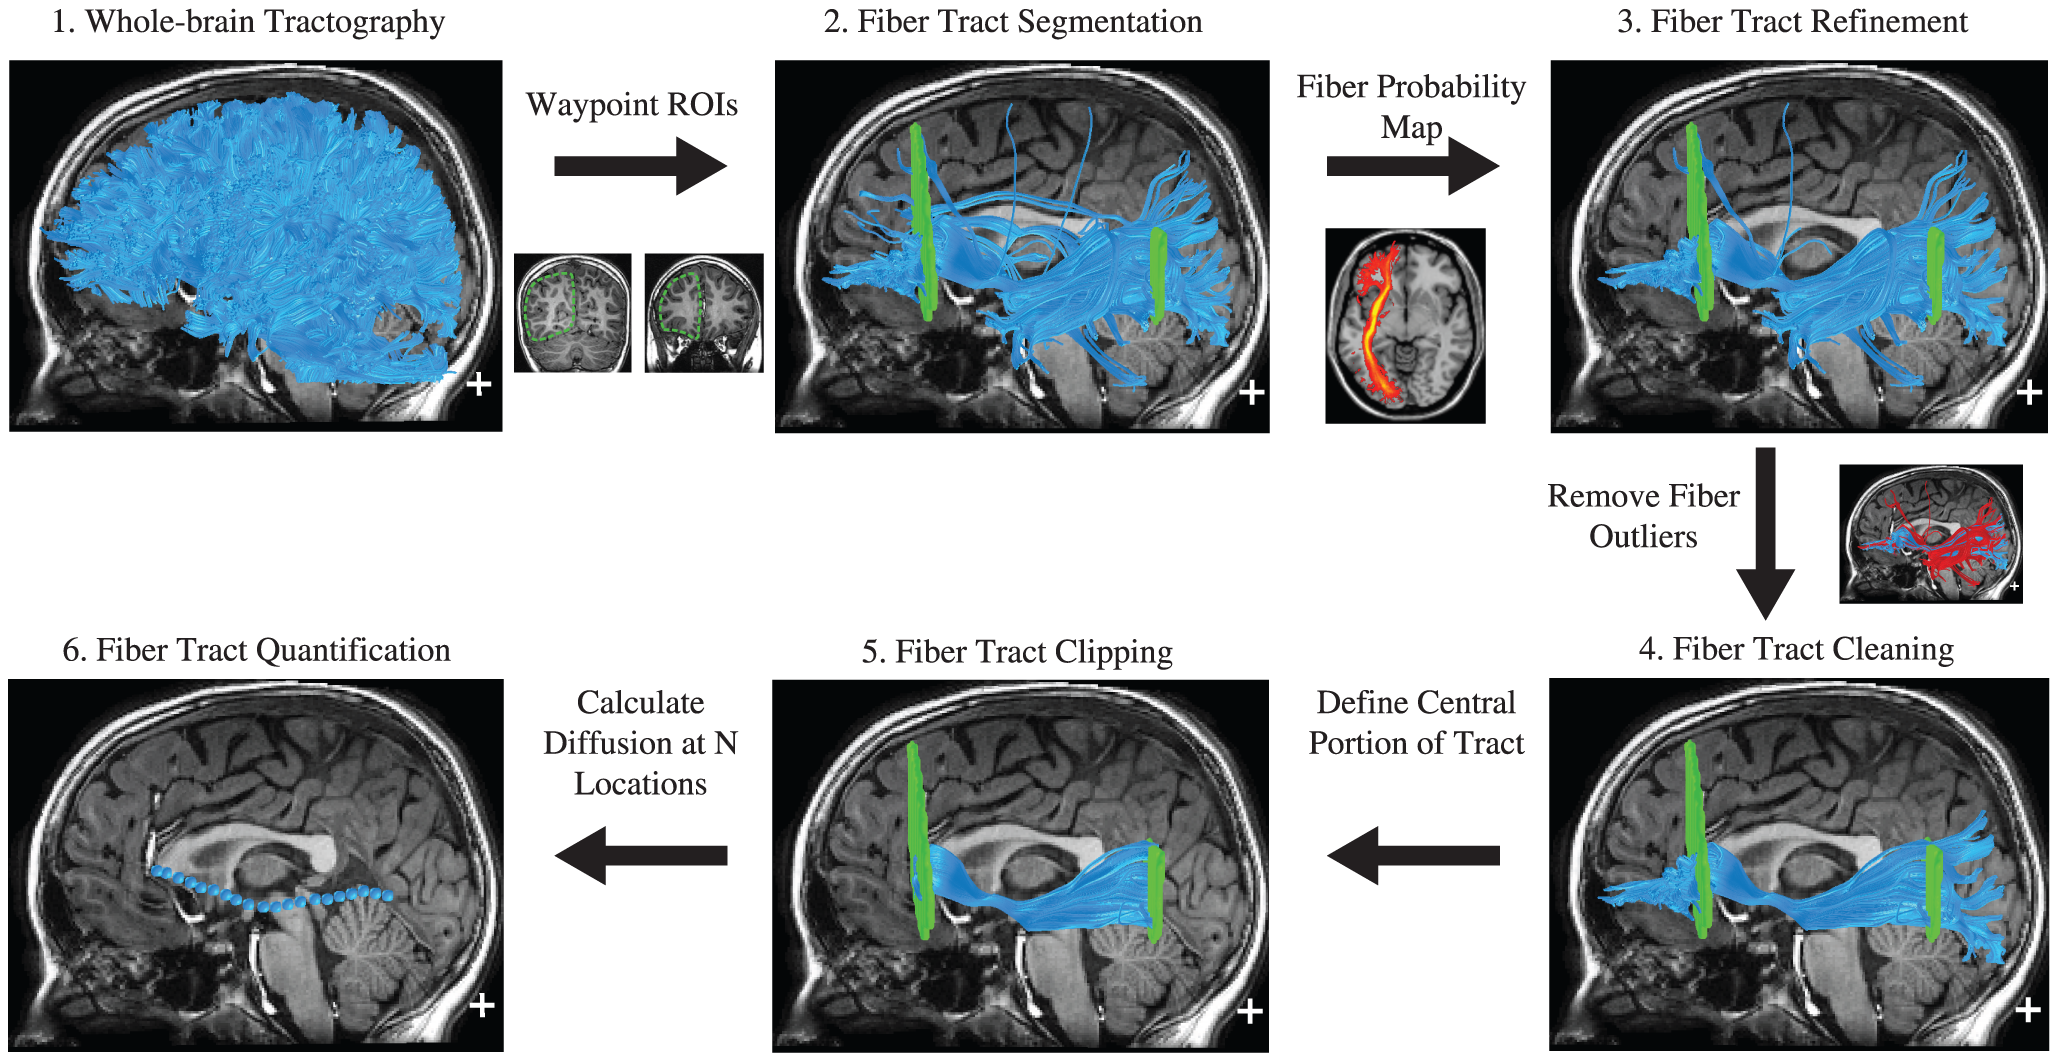 1. Whole-brain Tractography
Waypoint ROIs
2. Fiber Tract Segmentation
Fiber Probability
Map
3. Fiber Tract Refinement
Remove Fiber
Outliers
4. Fiber Tract Cleaning
Define Central
Portion of Tract
5. Fiber Tract Clipping
Calculate
Diffusion at N
Locations
6. Fiber Tract Quantification